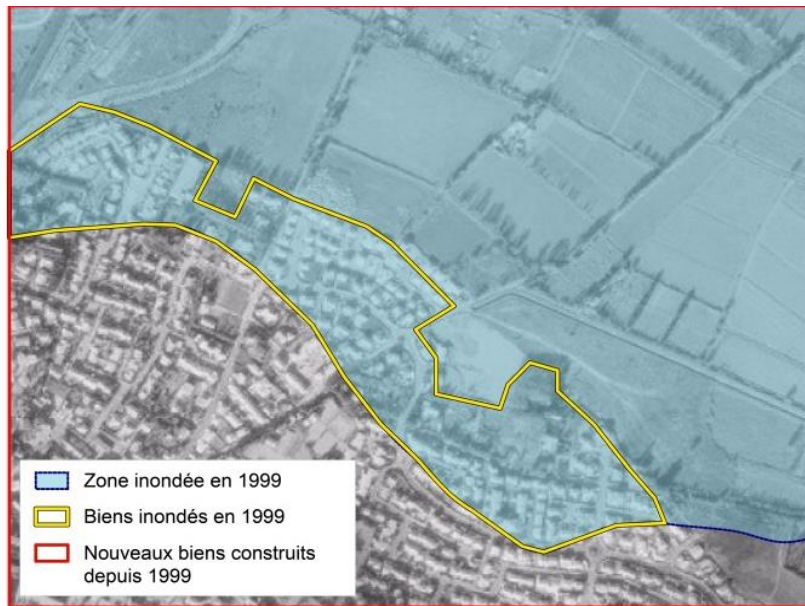 Zone inondée en 1999
Biens inondés en 1999
Nouveaux biens construits
depuis 1999